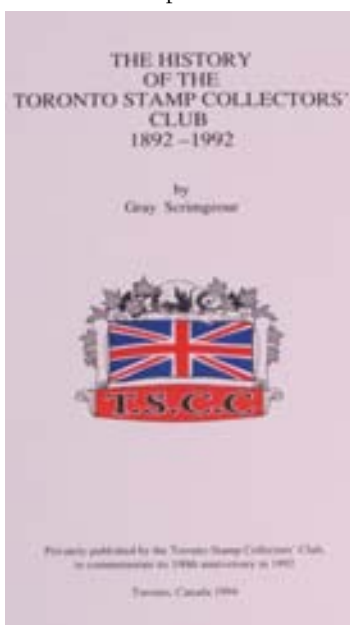 THE HISTORY
OF THE
TORONTO STAMP COLLECTORS'
CLUB
1892 – 1992
by
Gray Scrimgeour
T.S.C.C.
Privately published by the Toronto Stamp Collectors' Club,
to commemorate its 100th anniversary in 1992
Toronto, Canada 1994